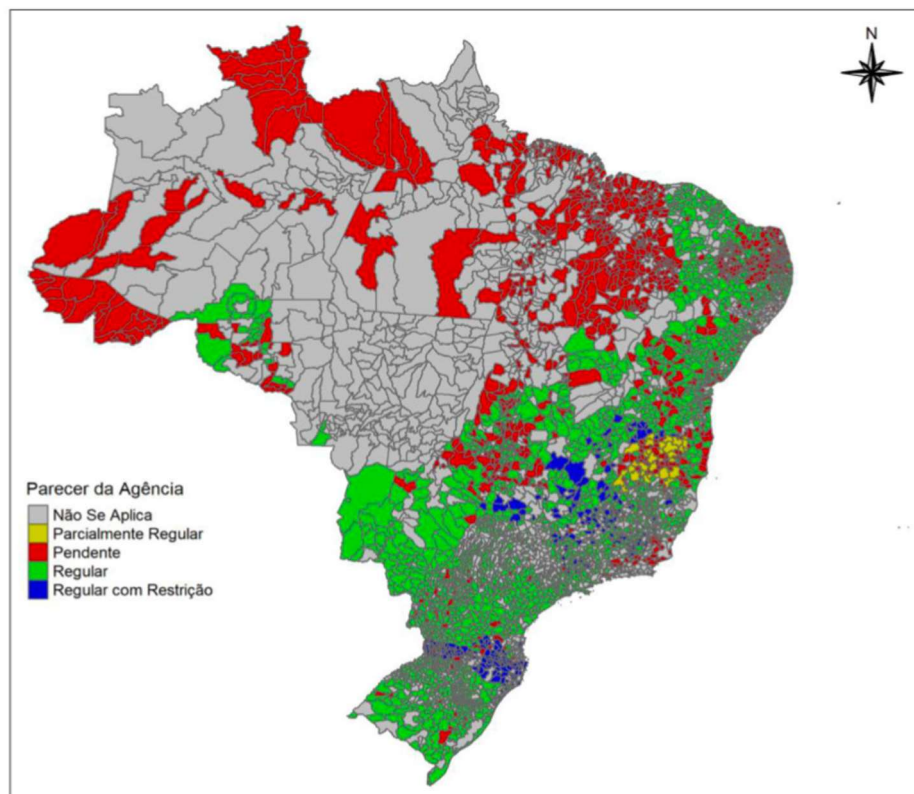 N
Parecer da Agência
Não Se Aplica
Parcialmente Regular
Pendente
Regular
Regular com Restrição